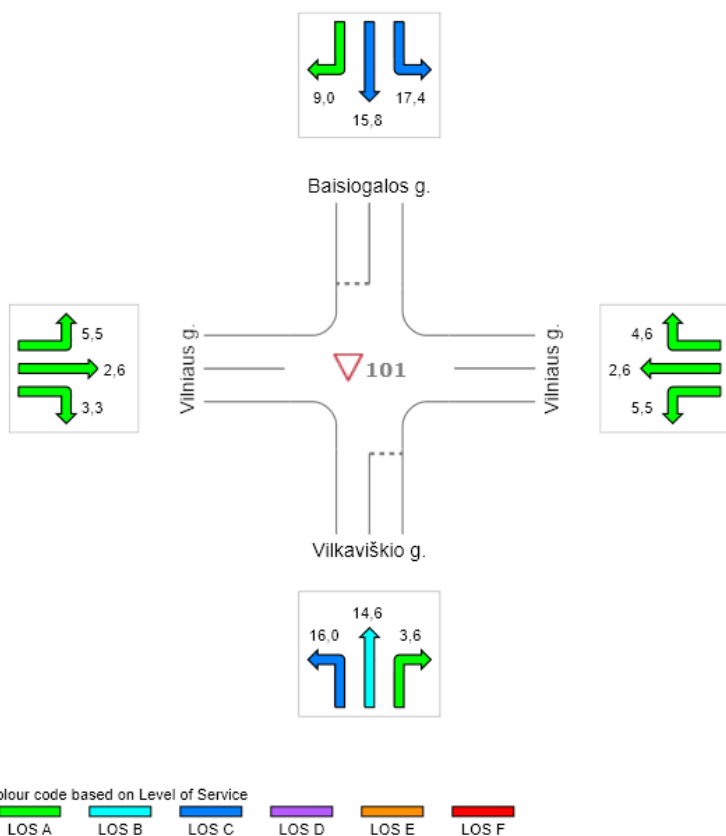 9,0
17,4
15,8
Baisiogalos g.
5,5
2,6
3,3
Vilniaus g.
101
Vilniaus g.
4,6
2,6
5,5
Vilkaviškio g.
14,6
16,0
3,6
olour code based on Level of Service
LOS A LOS B LOS C LOS D LOS E LOS F